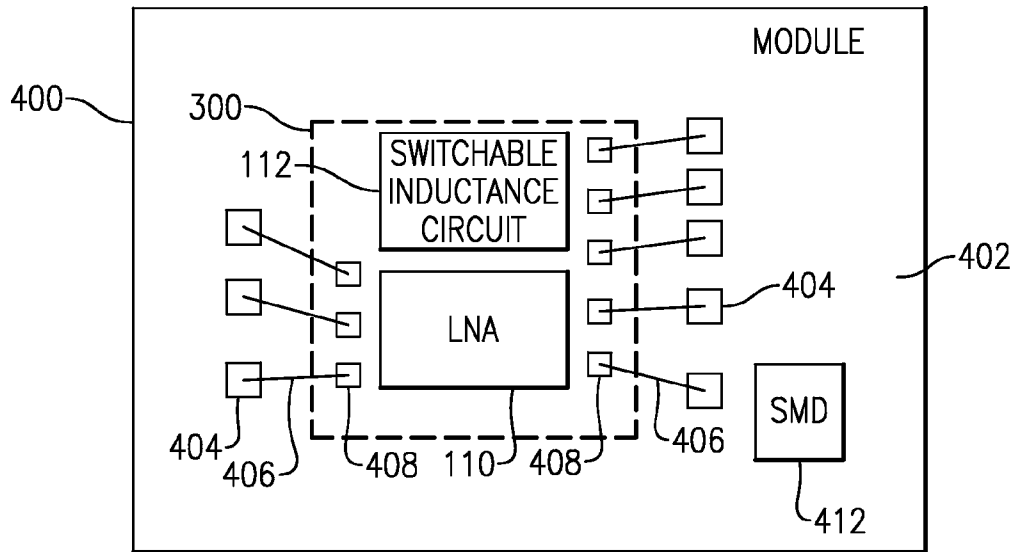 MODULE
400
300
112
SWITCHABLE
INDUCTANCE
CIRCUIT
402
404
LNA
SMD
404
406
408
110
408
406
412